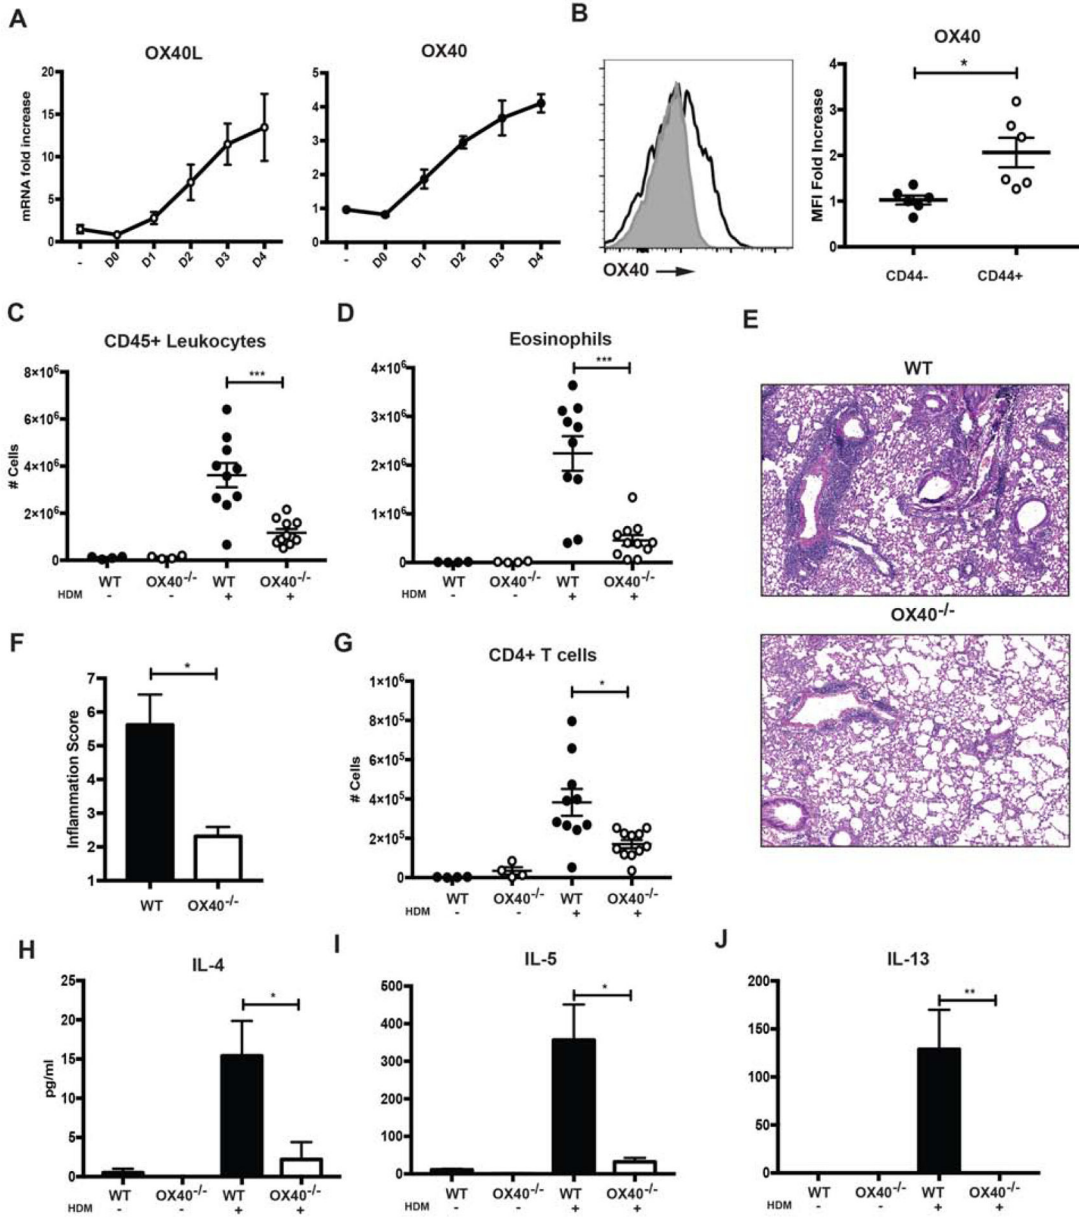 A
OX40L
mRNA fold increase
20
15
10
5
0
- D0 D1 D2 D3 D4
OX40
5
4
3
2
1
0
- D0 D1 D2 D3 D4
B
OX40
OX40
*
MFI Fold Increase
4
3
2
1
0
CD44- CD44+
C
CD45+ Leukocytes
***
# Cells
8×10⁶
6×10⁶
4×10⁶
2×10⁶
0
WT OX40-/- WT OX40-/-
HDM - - + +
D
Eosinophils
***
4×10⁶
3×10⁶
2×10⁶
1×10⁶
0
WT OX40-/- WT OX40-/-
HDM - - + +
E
WT
OX40-/-
F
*
Inflammation Score
7
6
5
4
3
2
1
WT OX40-/-
G
CD4+ T cells
*
# Cells
1×10⁶
8×10⁵
6×10⁵
4×10⁵
2×10⁵
0
WT OX40-/- WT OX40-/-
HDM - - + +
H
IL-4
*
pg/ml
25
20
15
10
5
0
WT OX40-/- WT OX40-/-
HDM - - + +
I
IL-5
*
500
400
300
200
100
0
WT OX40-/- WT OX40-/-
HDM - - + +
J
IL-13
**
200
150
100
50
0
WT OX40-/- WT OX40-/-
HDM - - + +